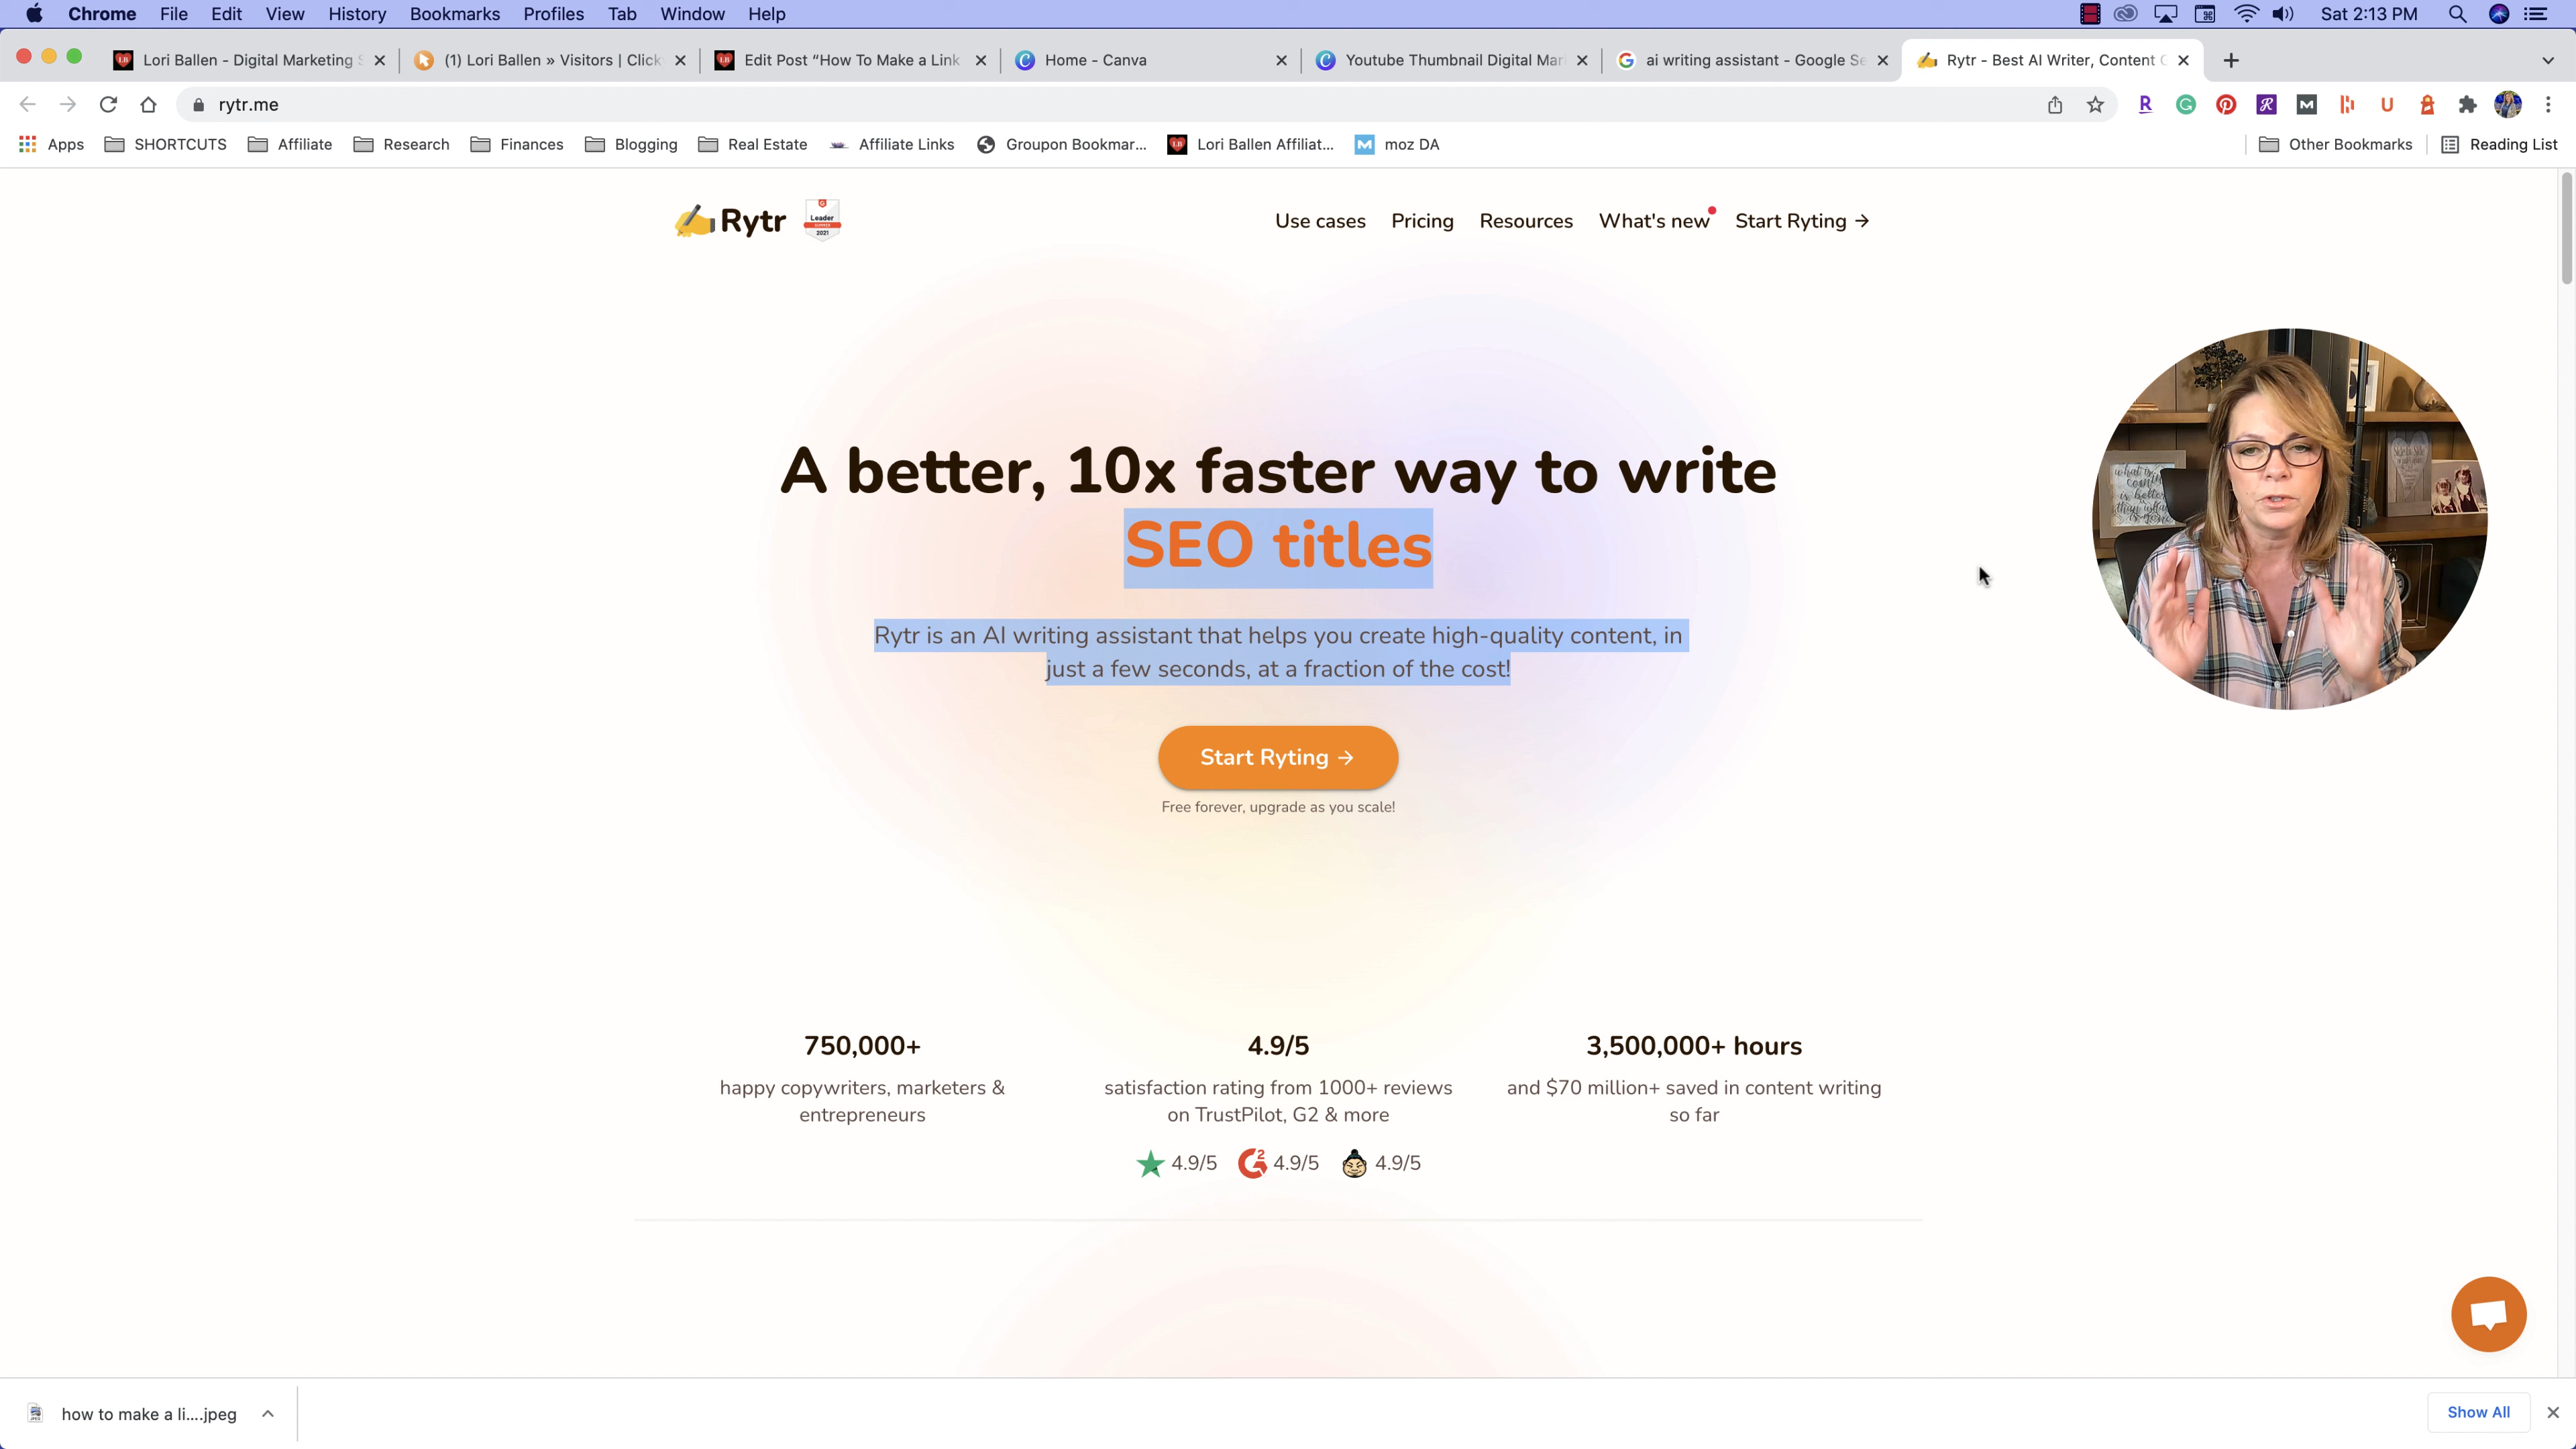 Chrome File Edit View History Bookmarks Profiles Tab Window Help Sat 2:13 PM
Lori Ballen - Digital Marketing (1) Lori Ballen » Visitors | Click Edit Post “How To Make a Link Home - Canva Youtube Thumbnail Digital Mar ai writing assistant - Google Se Rytr - Best AI Writer, Content
rytr.me
Apps SHORTCUTS Affiliate Research Finances Blogging Real Estate Affiliate Links Groupon Bookmar... Lori Ballen Affiliat... moz DA Other Bookmarks Reading List
Rytr Leader 2021 Use cases Pricing Resources What's new Start Ryting →
A better, 10x faster way to write
SEO titles
Rytr is an AI writing assistant that helps you create high-quality content, in
just a few seconds, at a fraction of the cost!
Start Ryting →
Free forever, upgrade as you scale!
750,000+ 4.9/5 3,500,000+ hours
happy copywriters, marketers & satisfaction rating from 1000+ reviews and $70 million+ saved in content writing
entrepreneurs on TrustPilot, G2 & more so far
4.9/5 4.9/5 4.9/5
how to make a li....jpeg Show All